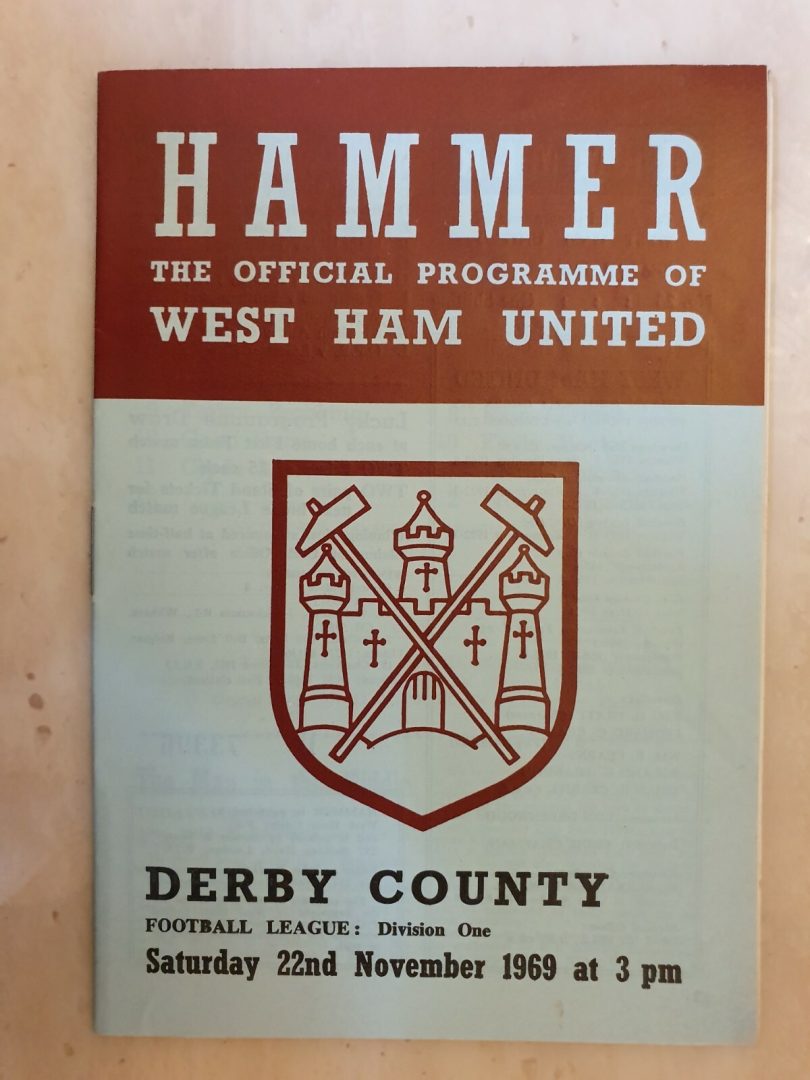 HAMMER
THE OFFICIAL PROGRAMME OF
WEST HAM UNITED
DERBY COUNTY
FOOTBALL LEAGUE: Division One
Saturday 22nd November 1969 at 3 pm